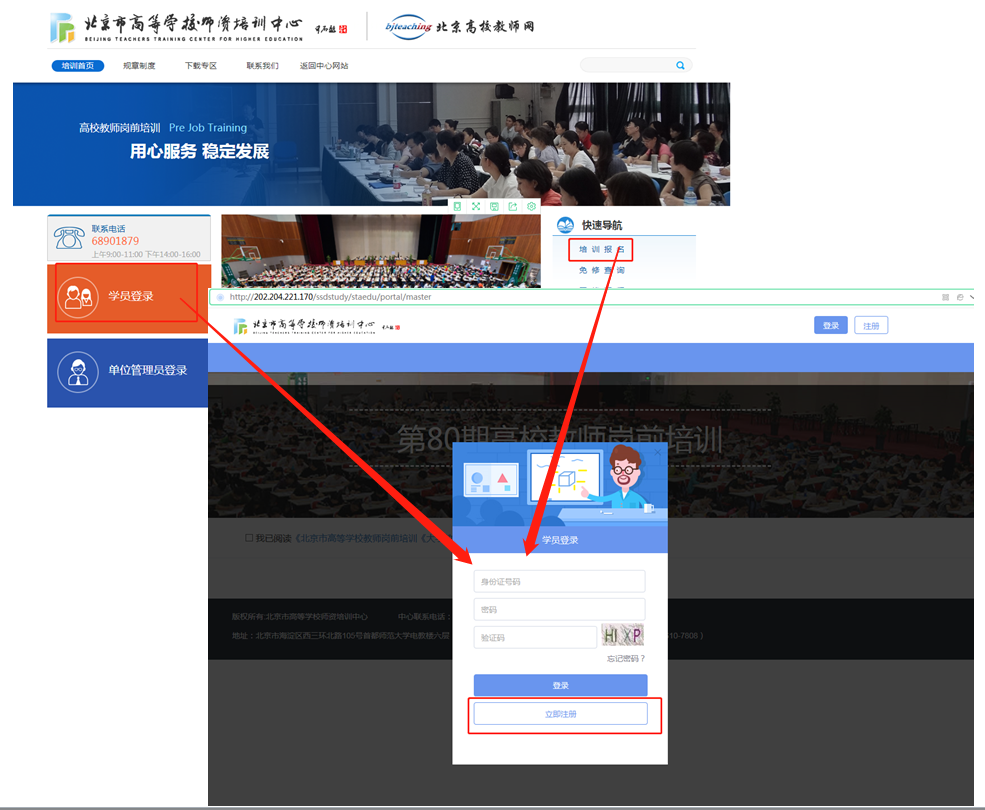 北京市高等学校师资培训中心
BEIJING TEACHERS TRAINING CENTER FOR HIGHER EDUCATION
bjteaching 北京高校教师网
培训首页 规章制度 下载专区 联系我们 返回中心网站
高校教师岗前培训 Pre Job Training
用心服务 稳定发展
联系电话
68901879
上午9:00-11:00 下午14:00-16:00
学员登录
单位管理员登录
快速导航
培训报名
免修查询
http://202.204.221.170/ssdstudy/staedu/portal/master
北京市高等学校师资培训中心
登录 注册
第80期高校教师岗前培训
学员登录
我已阅读《北京市高等学校教师岗前培训《大
身份证号码
密码
验证码
HIXP
忘记密码？
登录
立即注册
版权所有:北京市高等学校师资培训中心 中心联系电话：
地址：北京市海淀区西三环北路105号首都师范大学电教楼六层
810-7808）